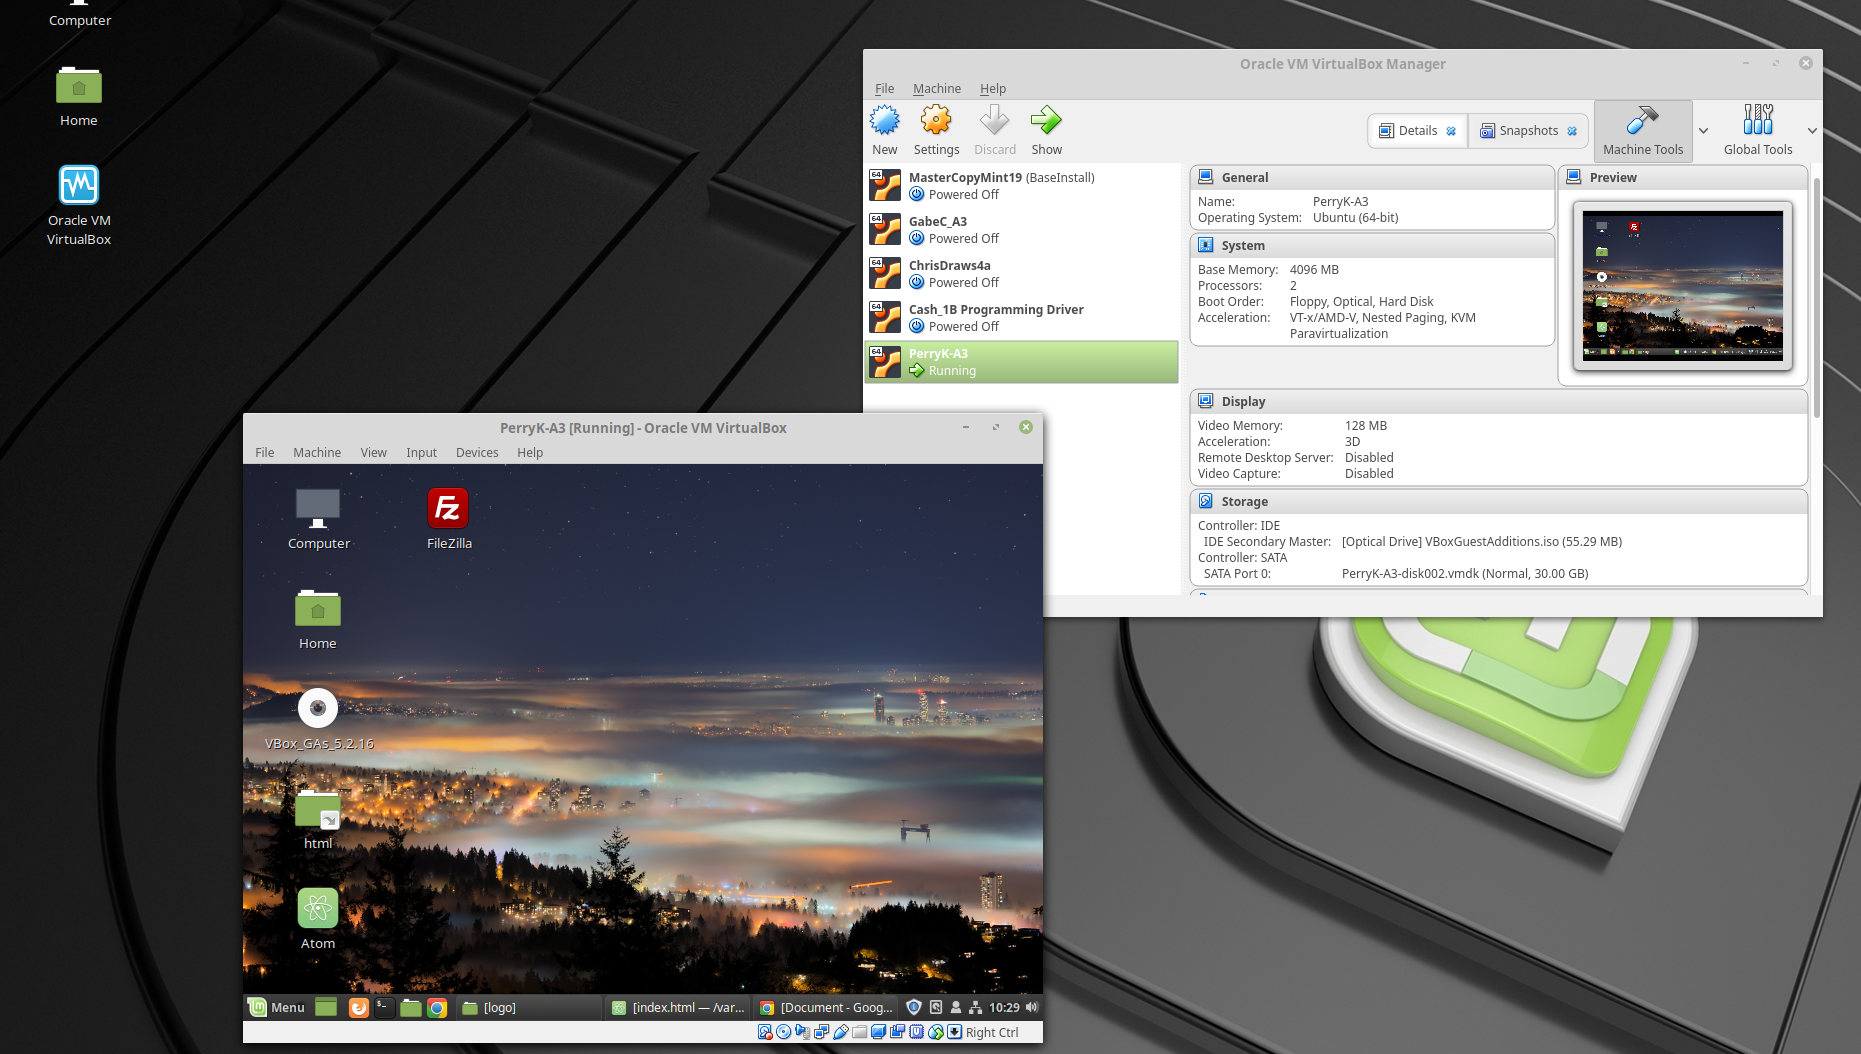 Computer
Home
Oracle VM
VirtualBox
Oracle VM VirtualBox Manager
File Machine Help
New Settings Discard Show
Details Snapshots Machine Tools Global Tools
64 MasterCopyMint19 (BaseInstall)
Powered Off
64 GabeC_A3
Powered Off
64 ChrisDraws4a
Powered Off
64 Cash_1B Programming Driver
Powered Off
64 PerryK-A3
Running
General
Name: PerryK-A3
Operating System: Ubuntu (64-bit)
Preview
System
Base Memory: 4096 MB
Processors: 2
Boot Order: Floppy, Optical, Hard Disk
Acceleration: VT-x/AMD-V, Nested Paging, KVM
Paravirtualization
Display
Video Memory: 128 MB
Acceleration: 3D
Remote Desktop Server: Disabled
Video Capture: Disabled
Storage
Controller: IDE
IDE Secondary Master: [Optical Drive] VBoxGuestAdditions.iso (55.29 MB)
Controller: SATA
SATA Port 0: PerryK-A3-disk002.vmdk (Normal, 30.00 GB)
PerryK-A3 [Running] - Oracle VM VirtualBox
File Machine View Input Devices Help
Fz
Computer
FileZilla
Home
VBox_GAs_5.2.16
html
Atom
Menu [logo] [index.html — /var... [Document - Goog... 10:29
Right Ctrl